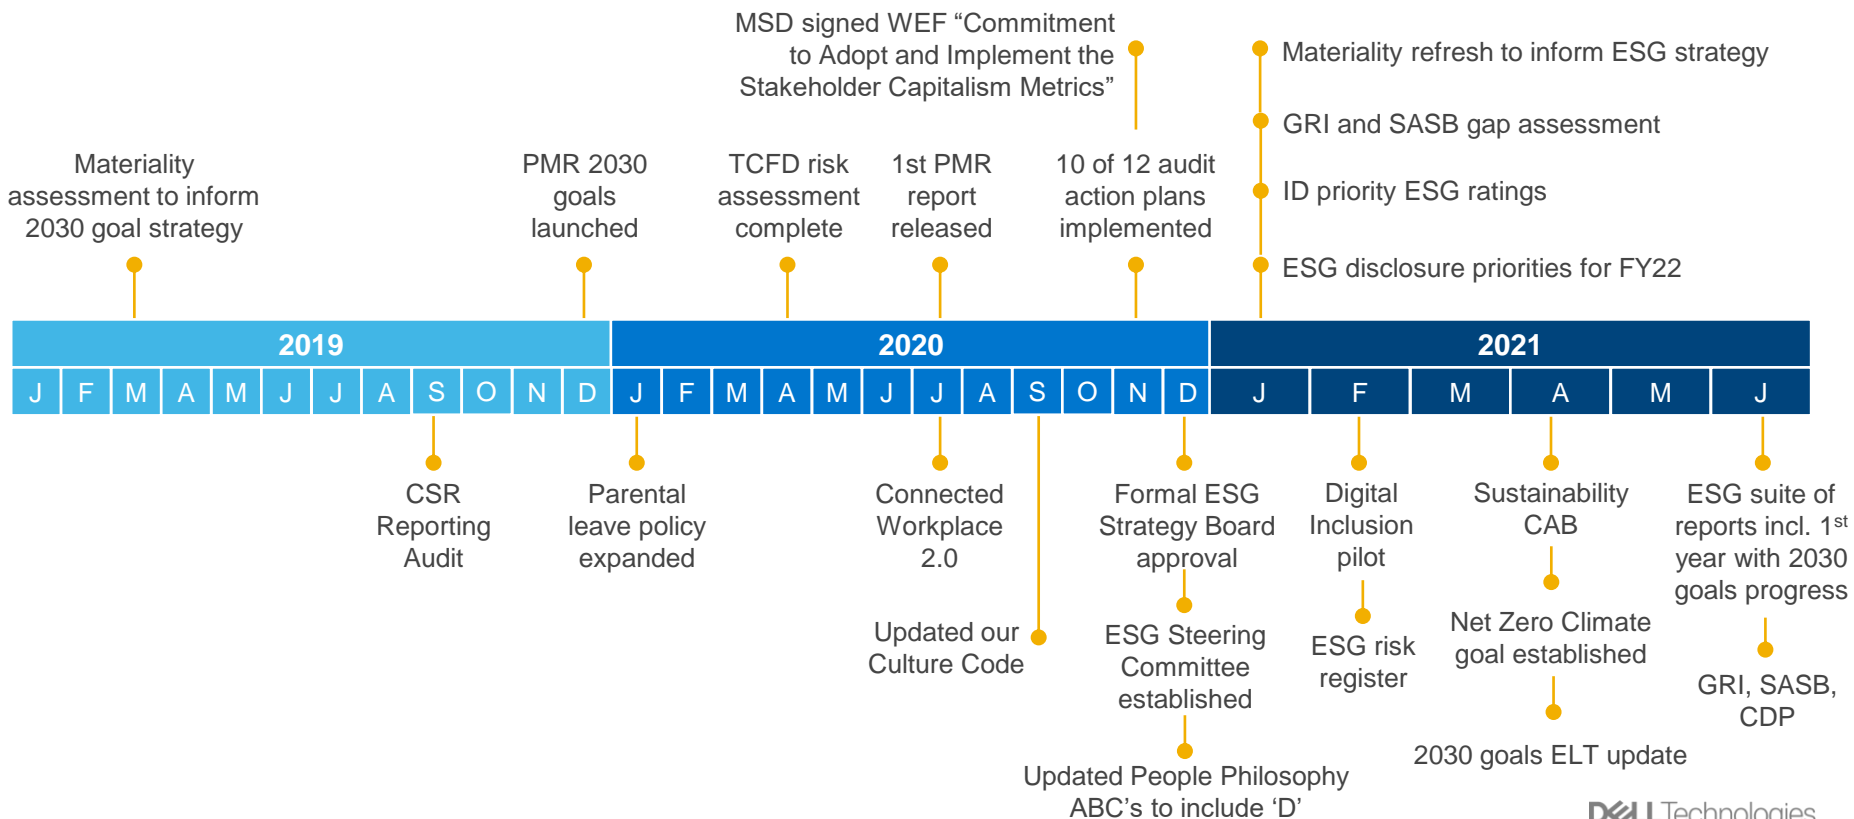 MSD signed WEF “Commitment
to Adopt and Implement the
Stakeholder Capitalism Metrics”
Materiality refresh to inform ESG strategy
GRI and SASB gap assessment
ID priority ESG ratings
ESG disclosure priorities for FY22
Materiality
assessment to inform
2030 goal strategy
PMR 2030
goals
launched
TCFD risk
assessment
complete
1st PMR
report
released
10 of 12 audit
action plans
implemented
2019
2020
2021
J F M A M J J A S O N D J F M A M J J A S O N D J F M A M J
CSR
Reporting
Audit
Parental
leave policy
expanded
Connected
Workplace
2.0
Updated our
Culture Code
Formal ESG
Strategy Board
approval
ESG Steering
Committee
established
Updated People Philosophy
ABC’s to include ‘D’
Digital
Inclusion
pilot
ESG risk
register
Sustainability
CAB
Net Zero Climate
goal established
2030 goals ELT update
ESG suite of
reports incl. 1st
year with 2030
goals progress
GRI, SASB,
CDP
DELL Technologies